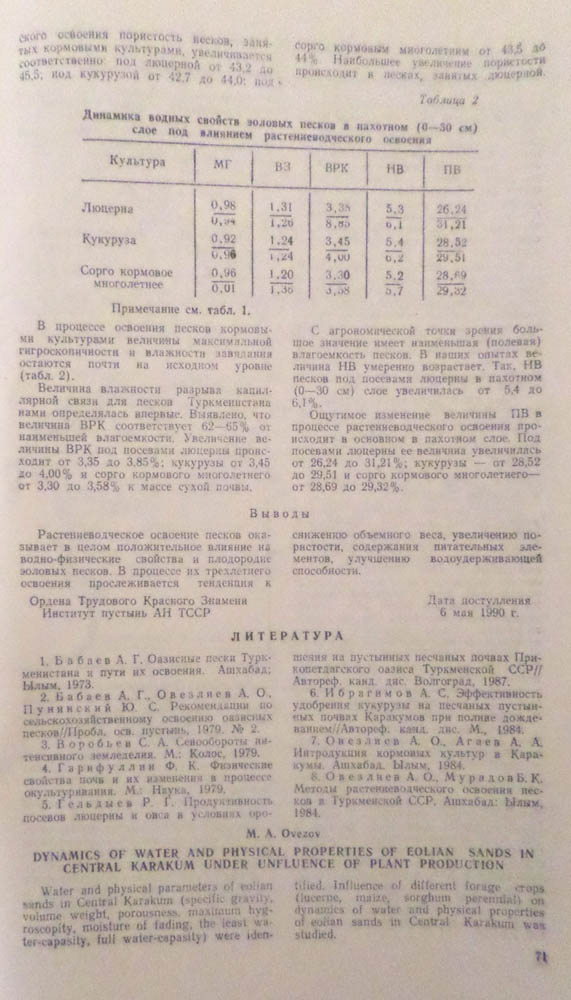 ского освоения пористость песков, заня-
тых кормовыми культурами, увеличивается
соответственно: под люцерной от 43,2 до
45,5; под кукурузой от 42,7 до 44,0; под
сорго кормовым многолетним от 43,5 до
44%. Наибольшее увеличение пористости
происходит в песках, занятых люцерной.
Таблица 2
Динамика водных свойств эоловых песков в пахотном (0—30 см)
слое под влиянием растениеводческого освоения
Культура МГ ВЗ ВРК НВ ПВ
Люцерна 0,98 1,31 3,35 5,3 26,24
0,94 1,26 8,85 6,1 31,21
Кукуруза 0,92 1,24 3,45 5,4 28,52
0,96 1,24 4,00 6,2 29,51
Сорго кормовое 0,96 1,20 3,30 5,2 28,69
многолетнее 0,01 1,36 3,58 5,7 29,32
Примечание см. табл. 1.
В процессе освоения песков кормовы-
ми культурами величины максимальной
гигроскопичности и влажности завядания
остаются почти на исходном уровне
(табл. 2).
Величина влажности разрыва капил-
лярной связи для песков Туркменистана
нами определялась впервые. Выявлено, что
величина ВРК соответствует 62—65% от
наименьшей влагоемкости. Увеличение ве-
личины ВРК под посевами люцерны проис-
ходит от 3,35 до 3,85%; кукурузы от 3,45
до 4,00% и сорго кормового многолетнего
от 3,30 до 3,58% к массе сухой почвы.
С агрономической точки зрения боль-
шое значение имеет наименьшая (полевая)
влагоемкость песков. В наших опытах ве-
личина НВ умеренно возрастает. Так, НВ
песков под посевами люцерны в пахотном
(0—30 см) слое увеличилась от 5,4 до
6,1%.
Ощутимое изменение величины ПВ в
процессе растениеводческого освоения про-
исходит в основном в пахотном слое. Под
посевами люцерны ее величина увеличилась
от 26,24 до 31,21%; кукурузы — от 28,52
до 29,51 и сорго кормового многолетнего—
от 28,69 до 29,32%.
Выводы
Растениеводческое освоение песков ока-
зывает в целом положительное влияние на
водно-физические свойства и плодородие
эоловых песков. В процессе их трехлетнего
освоения прослеживается тенденция к
снижению объемного веса, увеличению по-
ристости, содержания питательных эле-
ментов, улучшению водоудерживающей
способности.
Ордена Трудового Красного Знамени
Институт пустынь АН ТССР
Дата поступления
6 мая 1990 г.
ЛИТЕРАТУРА
1. Бабаев А. Г. Оазисные пески Турк-
менистана и пути их освоения. Ашхабад:
Ылым, 1973.
2. Бабаев А. Г., Овезлиев А. О.,
Пунинский Ю. С. Рекомендации по
сельскохозяйственному освоению оазисных
песков//Пробл. осв. пустынь, 1979. № 2.
3. Воробьев С. А. Севообороты ин-
тенсивного земледелия. М.: Колос, 1979.
4. Гарифуллин Ф. К. Физические
свойства почв и их изменения в процессе
окультуривания. М.: Наука, 1979.
5. Гельдыев Р. Г. Продуктивность
посевов люцерны и овса в условиях оро-
шения на пустынных песчаных почвах При-
копетдагского оазиса Туркменской ССР//
Автореф. канд. дис. Волгоград, 1987.
6. Ибрагимов А. С. Эффективность
удобрения кукурузы на песчаных пустын-
ных почвах Каракумов при поливе дожде-
ванием//Автореф. канд. дис. М., 1984.
7. Овезлиев А. О., Агаев А. А.
Интродукция кормовых культур в Кара-
кумы. Ашхабад. Ылым, 1984.
8. Овезлиев А. О., Мурадов Б. К.
Методы растениеводческого освоения пес-
ков в Туркменской ССР. Ашхабад: Ылым,
1984.
M. A. Ovezov
DYNAMICS OF WATER AND PHYSICAL PROPERTIES OF EOLIAN SANDS IN
CENTRAL KARAKUM UNDER UNFLUENCE OF PLANT PRODUCTION
Water and physical parameters of eolian
sands in Central Karakum (specific gravity,
volume weight, porousness, maximum hyg-
roscopity, moisture of fading, the least wa-
ter-capasity, full water-capasity) were iden-
tified. Influence of different forage crops
(lucerne, maize, sorghum perennial) on
dynamics of water and physical properties
of eolian sands in Central Karakum was
studied.
71